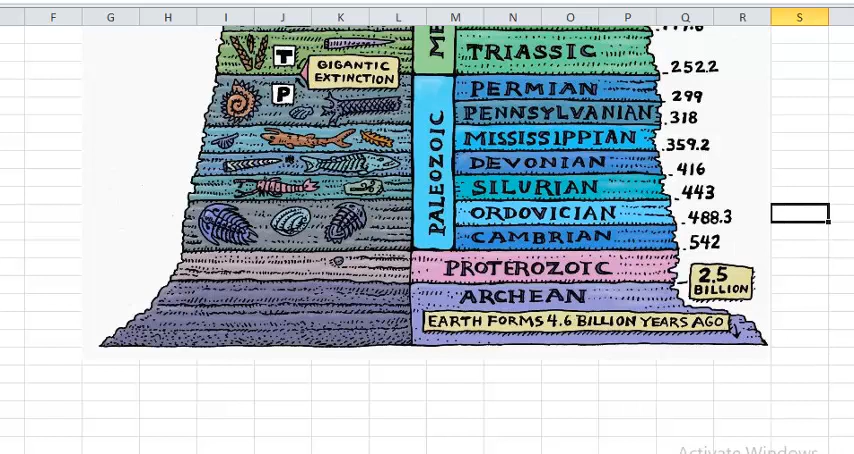 F G H I J K L M N O P Q R S
ME
T
TRIASSIC
GIGANTIC
EXTINCTION
252.2
P
PERMIAN
299
PENNSYLVANIAN
318
PALEOZOIC
MISSISSIPPIAN
359.2
DEVONIAN
416
SILURIAN
443
ORDOVICIAN
488.3
CAMBRIAN
542
PROTEROZOIC
2.5
BILLION
ARCHEAN
EARTH FORMS 4.6 BILLION YEARS AGO
Activate Windows